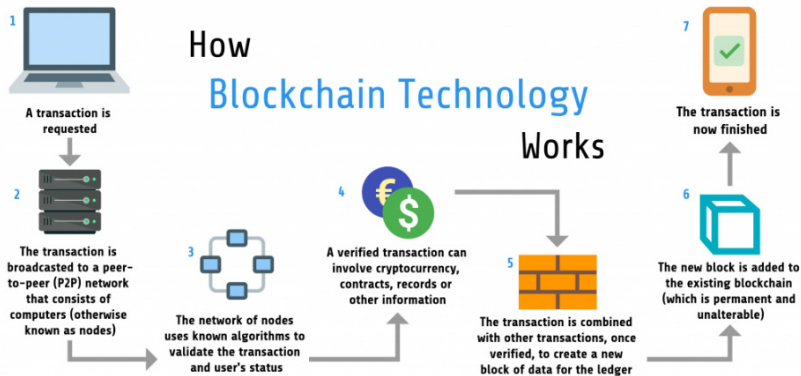 How
Blockchain Technology
Works
1
A transaction is
requested
2
The transaction is
broadcasted to a peer-
to-peer (P2P) network
that consists of
computers (otherwise
known as nodes)
3
The network of nodes
uses known algorithms to
validate the transaction
and user's status
4
€
$
A verified transaction can
involve cryptocurrency,
contracts, records or
other information
5
The transaction is combined
with other transactions, once
verified, to create a new
block of data for the ledger
6
The new block is added to
the existing blockchain
(which is permanent and
unalterable)
7
The transaction is
now finished